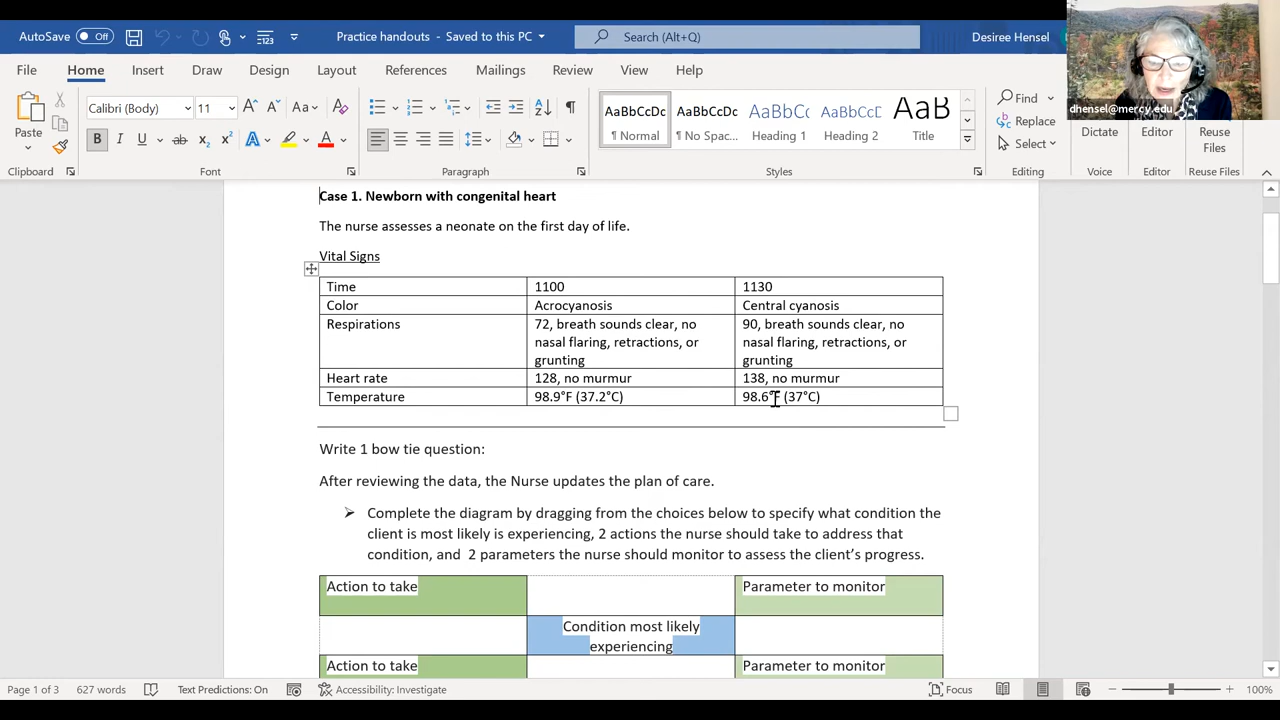 AutoSave Off Practice handouts - Saved to this PC Search (Alt+Q) Desiree Hensel
File Home Insert Draw Design Layout References Mailings Review View Help
dhensel@mercy.edu
Paste
Calibri (Body) 11
AaBbCcDc AaBbCcDc AaBbCc AaBbCcD AaB
¶ Normal ¶ No Spac... Heading 1 Heading 2 Title
Find
Replace
Select
Dictate Editor Reuse Files
Clipboard Font Paragraph Styles Editing Voice Editor Reuse Files
Case 1. Newborn with congenital heart
The nurse assesses a neonate on the first day of life.
Vital Signs
Time 1100 1130
Color Acrocyanosis Central cyanosis
Respirations 72, breath sounds clear, no 90, breath sounds clear, no
nasal flaring, retractions, or nasal flaring, retractions, or
grunting grunting
Heart rate 128, no murmur 138, no murmur
Temperature 98.9°F (37.2°C) 98.6°F (37°C)
Write 1 bow tie question:
After reviewing the data, the Nurse updates the plan of care.
Complete the diagram by dragging from the choices below to specify what condition the
client is most likely is experiencing, 2 actions the nurse should take to address that
condition, and 2 parameters the nurse should monitor to assess the client's progress.
Action to take Parameter to monitor
Condition most likely
experiencing
Action to take Parameter to monitor
Page 1 of 3 627 words Text Predictions: On Accessibility: Investigate Focus 100%